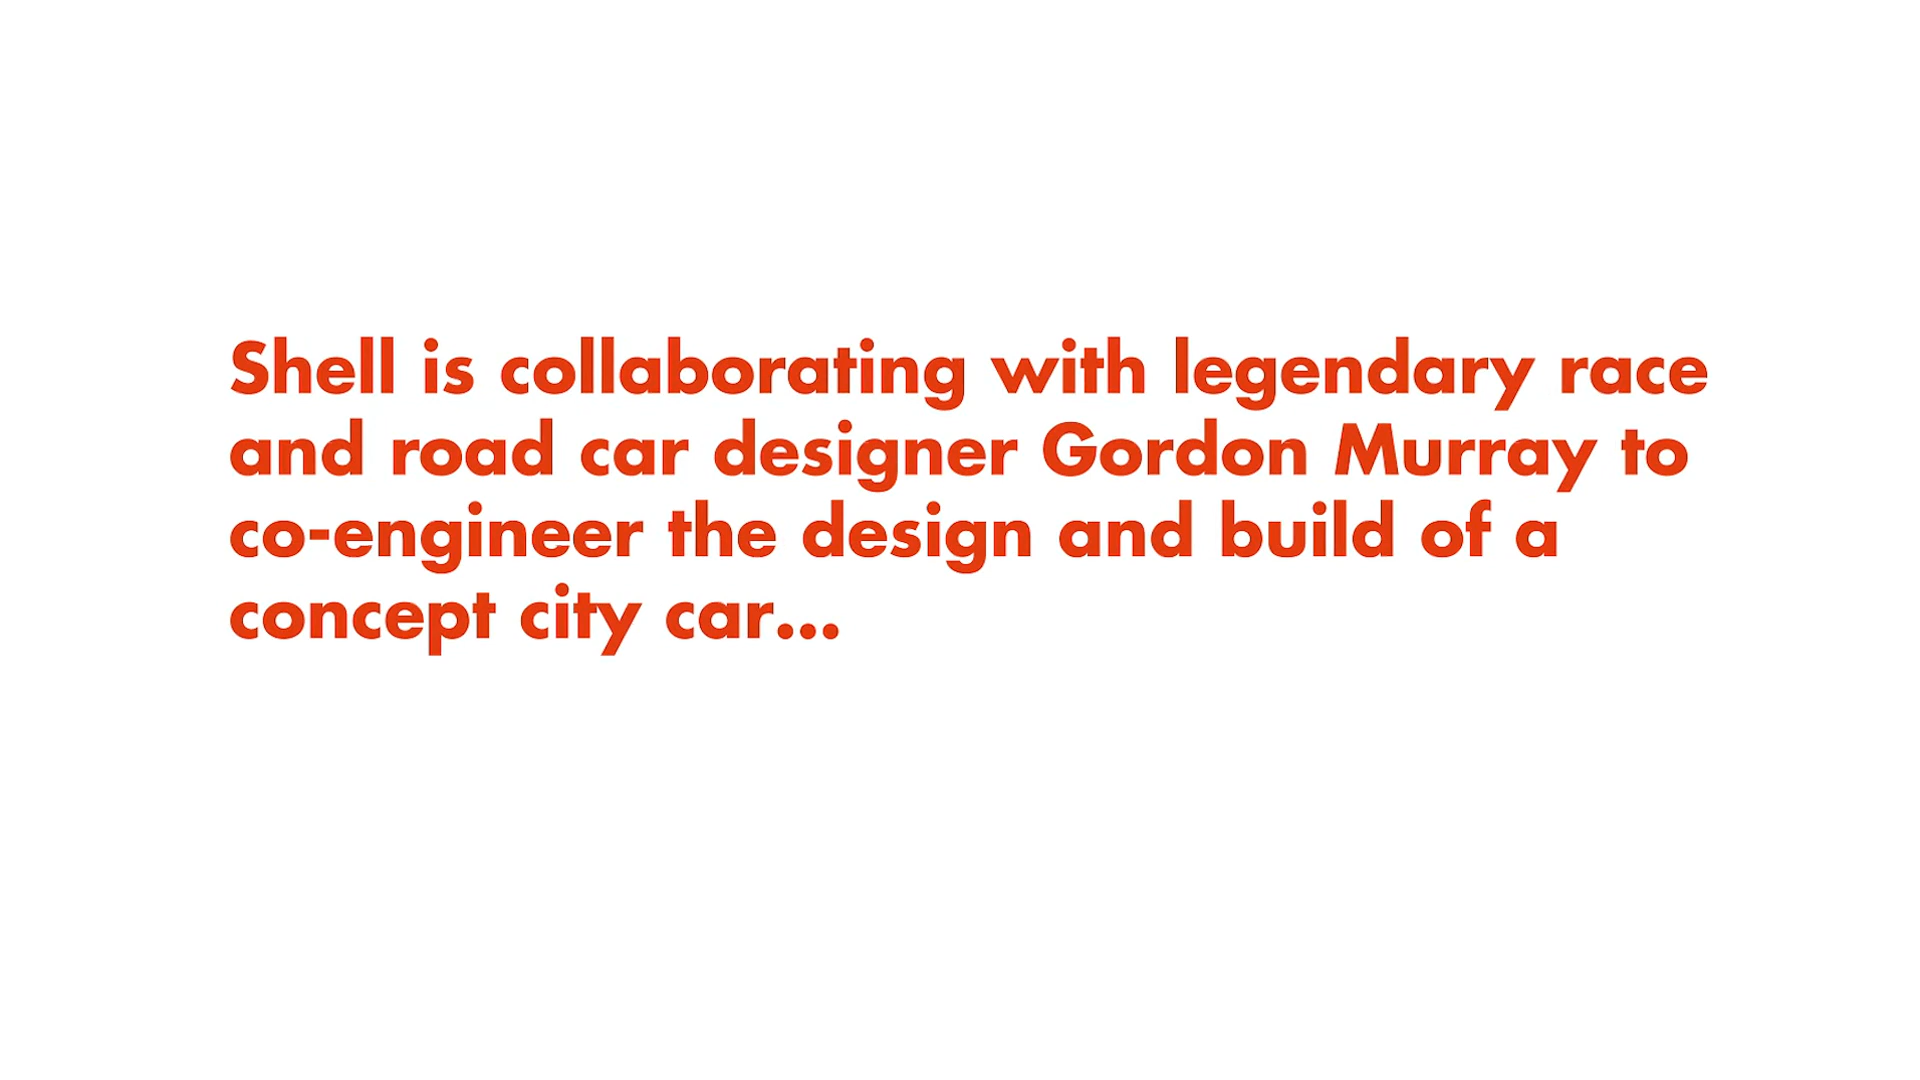 Shell is collaborating with legendary race
and road car designer Gordon Murray to
co-engineer the design and build of a
concept city car...